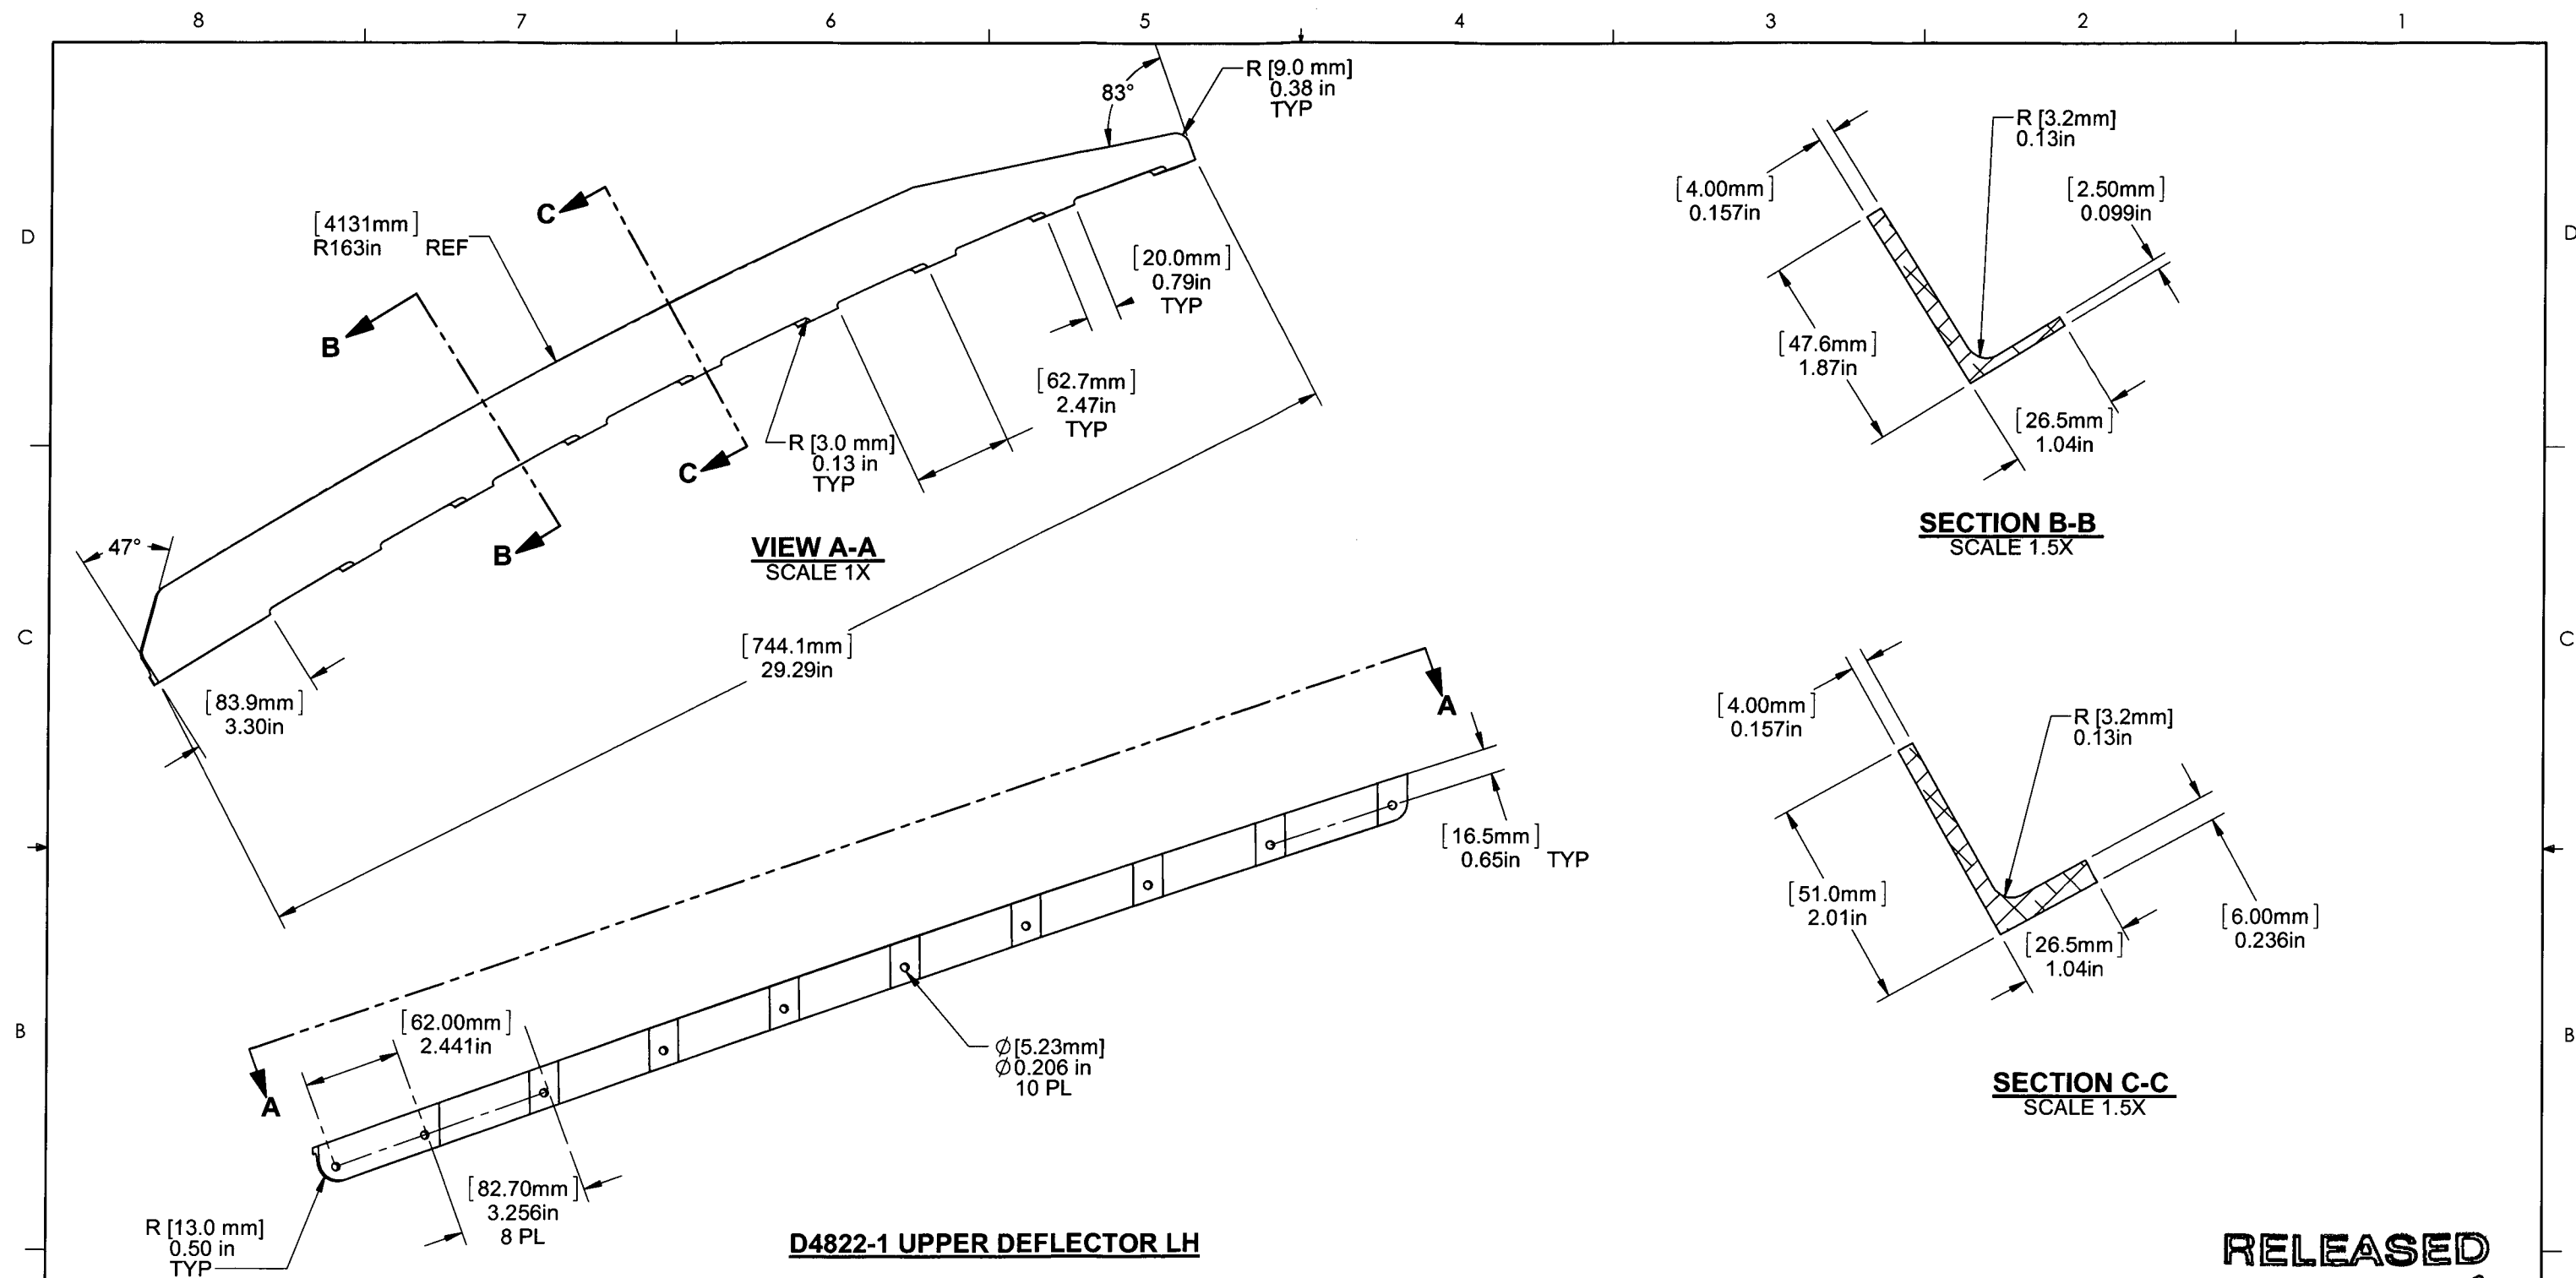 8 7 6 5 4 3 2 1
D
D
C
C
B
B
83°
R [9.0 mm]
0.38 in
TYP
C
C
[4131mm]
R163in REF
B
B
[20.0mm]
0.79in
TYP
[62.7mm]
2.47in
TYP
R [3.0 mm]
0.13 in
TYP
47°
VIEW A-A
SCALE 1X
[83.9mm]
3.30in
[744.1mm]
29.29in
R [3.2mm]
0.13in
[4.00mm]
0.157in
[2.50mm]
0.099in
[47.6mm]
1.87in
[26.5mm]
1.04in
SECTION B-B
SCALE 1.5X
A
A
[16.5mm]
0.65in TYP
[62.00mm]
2.441in
Ø[5.23mm]
Ø0.206 in
10 PL
[82.70mm]
3.256in
8 PL
R [13.0 mm]
0.50 in
TYP
D4822-1 UPPER DEFLECTOR LH
[4.00mm]
0.157in
R [3.2mm]
0.13in
[51.0mm]
2.01in
[26.5mm]
1.04in
[6.00mm]
0.236in
SECTION C-C
SCALE 1.5X
RELEASED